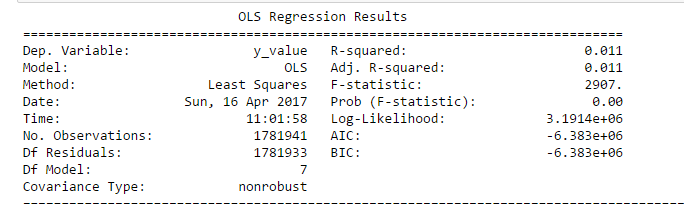 OLS Regression Results
==============================================================================
Dep. Variable: y_value R-squared: 0.011
Model: OLS Adj. R-squared: 0.011
Method: Least Squares F-statistic: 2907.
Date: Sun, 16 Apr 2017 Prob (F-statistic): 0.00
Time: 11:01:58 Log-Likelihood: 3.1914e+06
No. Observations: 1781941 AIC: -6.383e+06
Df Residuals: 1781933 BIC: -6.383e+06
Df Model: 7
Covariance Type: nonrobust
------------------------------------------------------------------------------------